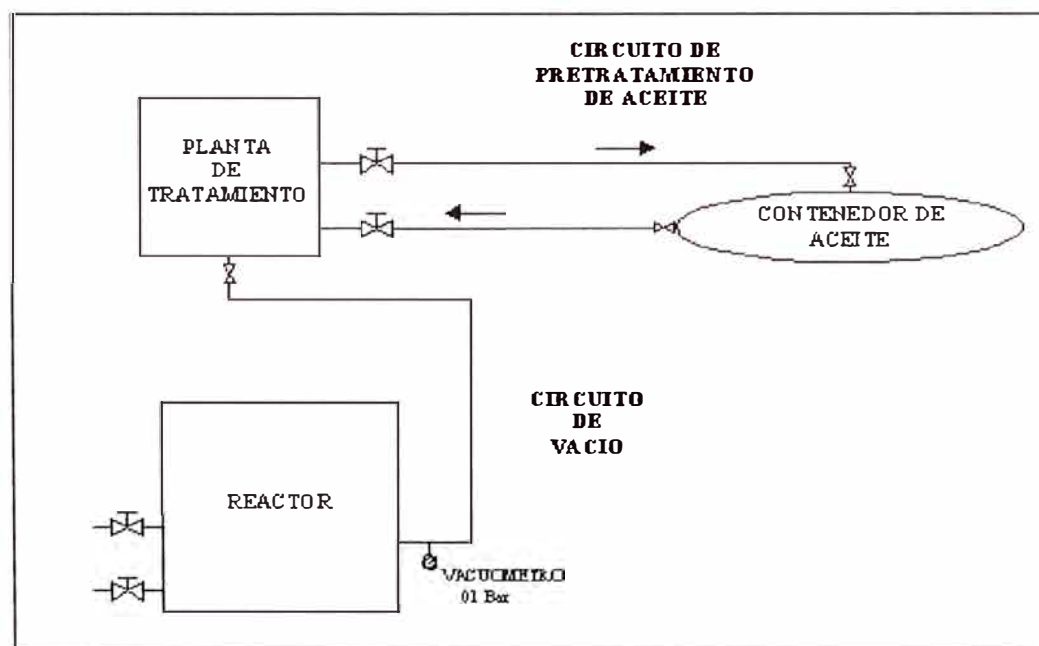 CIRCUITO DE
PRETRATAMIENTO
DE ACEITE
PLANTA
DE
TRATAMIENTO
CONTENEDOR DE
ACEITE
CIRCUITO
DE
VACIO
REACTOR
VACUOMETRO
01 Bar